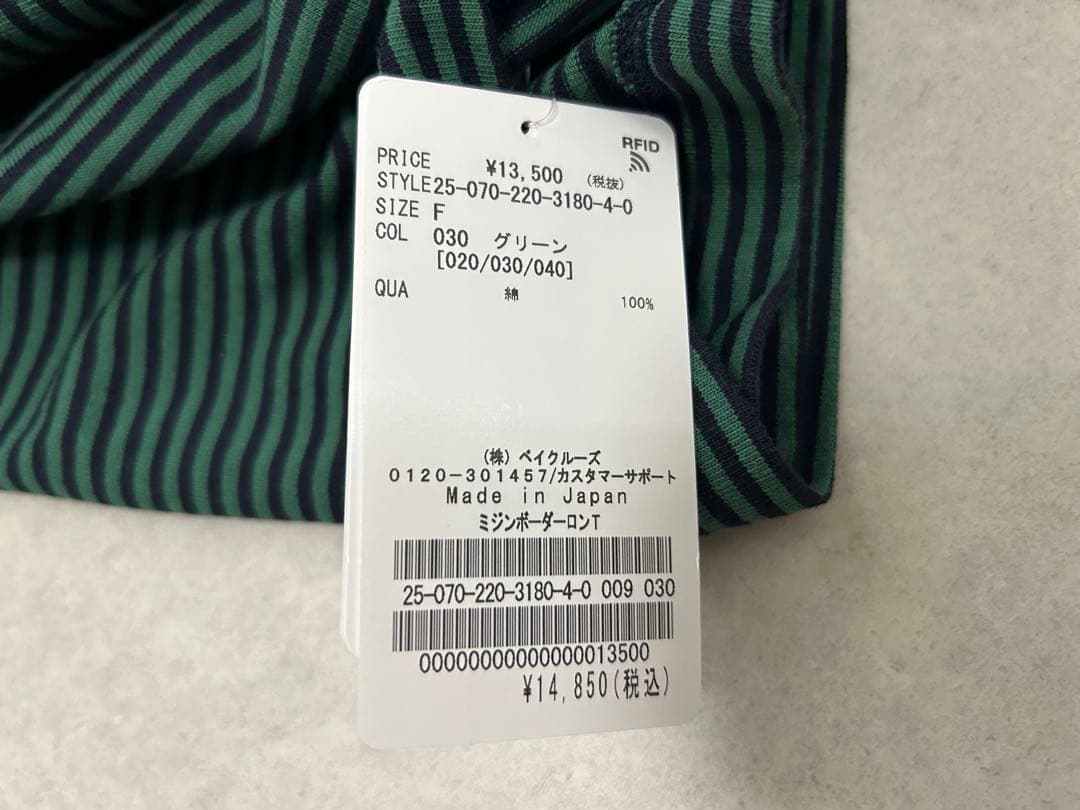 RFID
PRICE ¥13,500 (税抜)
STYLE25-070-220-3180-4-0
SIZE F
COL 030 グリーン
[020/030/040]
QUA 綿 100%
(株) ベイクルーズ
0120-301457/カスタマーサポート
Made in Japan
ミジンボーダーロンT
25-070-220-3180-4-0 009 030
000000000000000013500
¥14,850(税込)